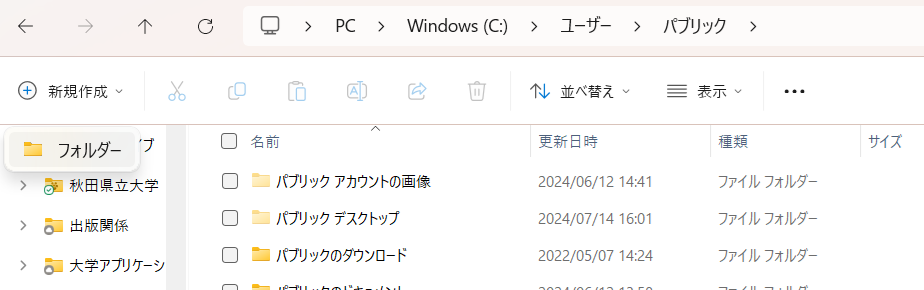 PC > Windows (C:) > ユーザー > パブリック >
新規作成 並べ替え 表示 •••
フォルダー
名前 更新日時 種類 サイズ
秋田県立大学
パブリック アカウントの画像 2024/06/12 14:41 ファイル フォルダー
出版関係
パブリック デスクトップ 2024/07/14 16:01 ファイル フォルダー
大学アプリケーシ
パブリックのダウンロード 2022/05/07 14:24 ファイル フォルダー